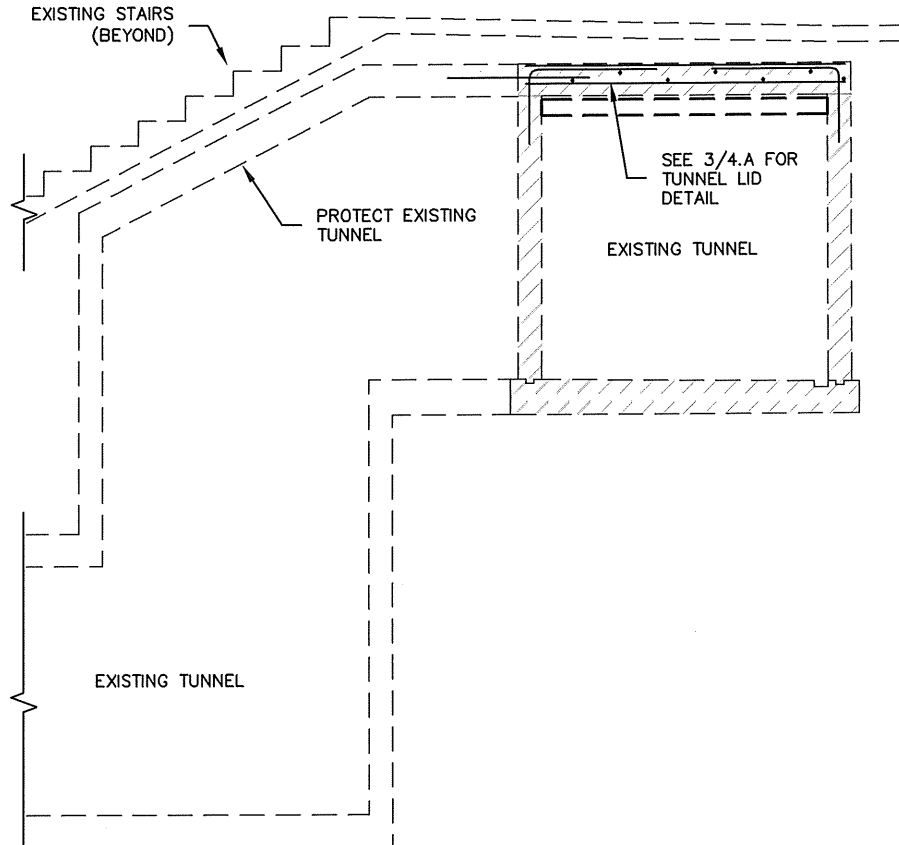 EXISTING STAIRS
(BEYOND)
SEE 3/4.A FOR
TUNNEL LID
DETAIL
PROTECT EXISTING
TUNNEL
EXISTING TUNNEL
EXISTING TUNNEL